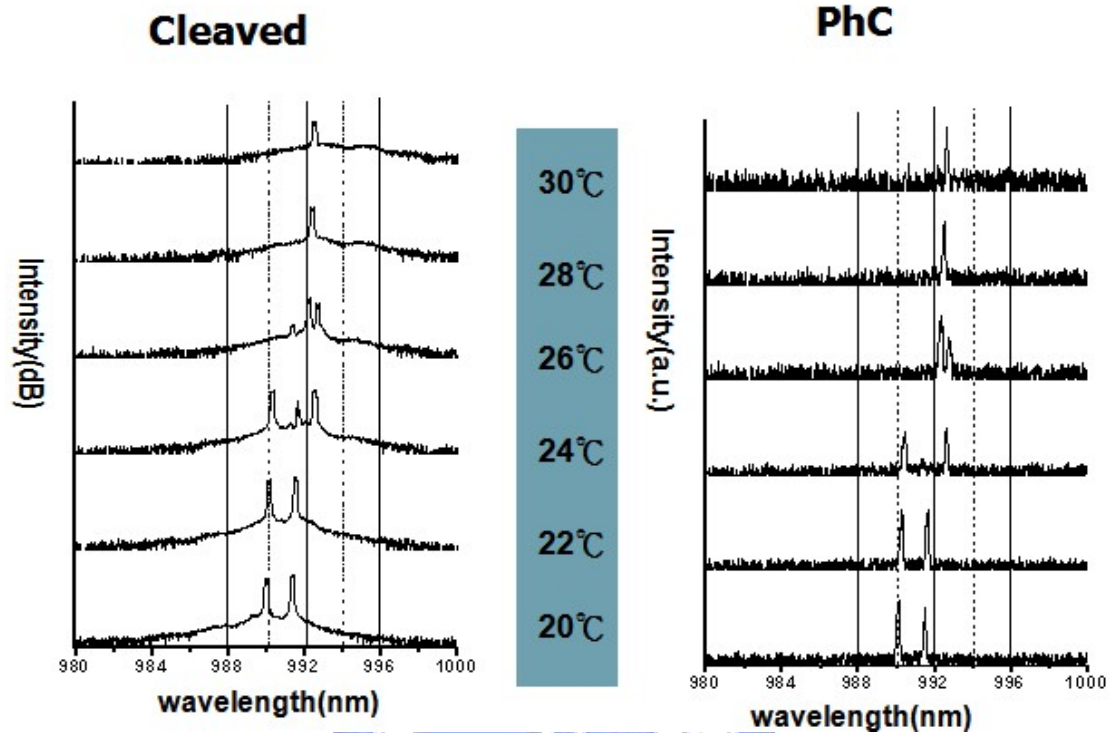 Cleaved
PhC
Intensity(dB)
980 984 988 992 996 1000
wavelength(nm)
30℃
28℃
26℃
24℃
22℃
20℃
Intensity(a.u.)
980 984 988 992 996 1000
wavelength(nm)